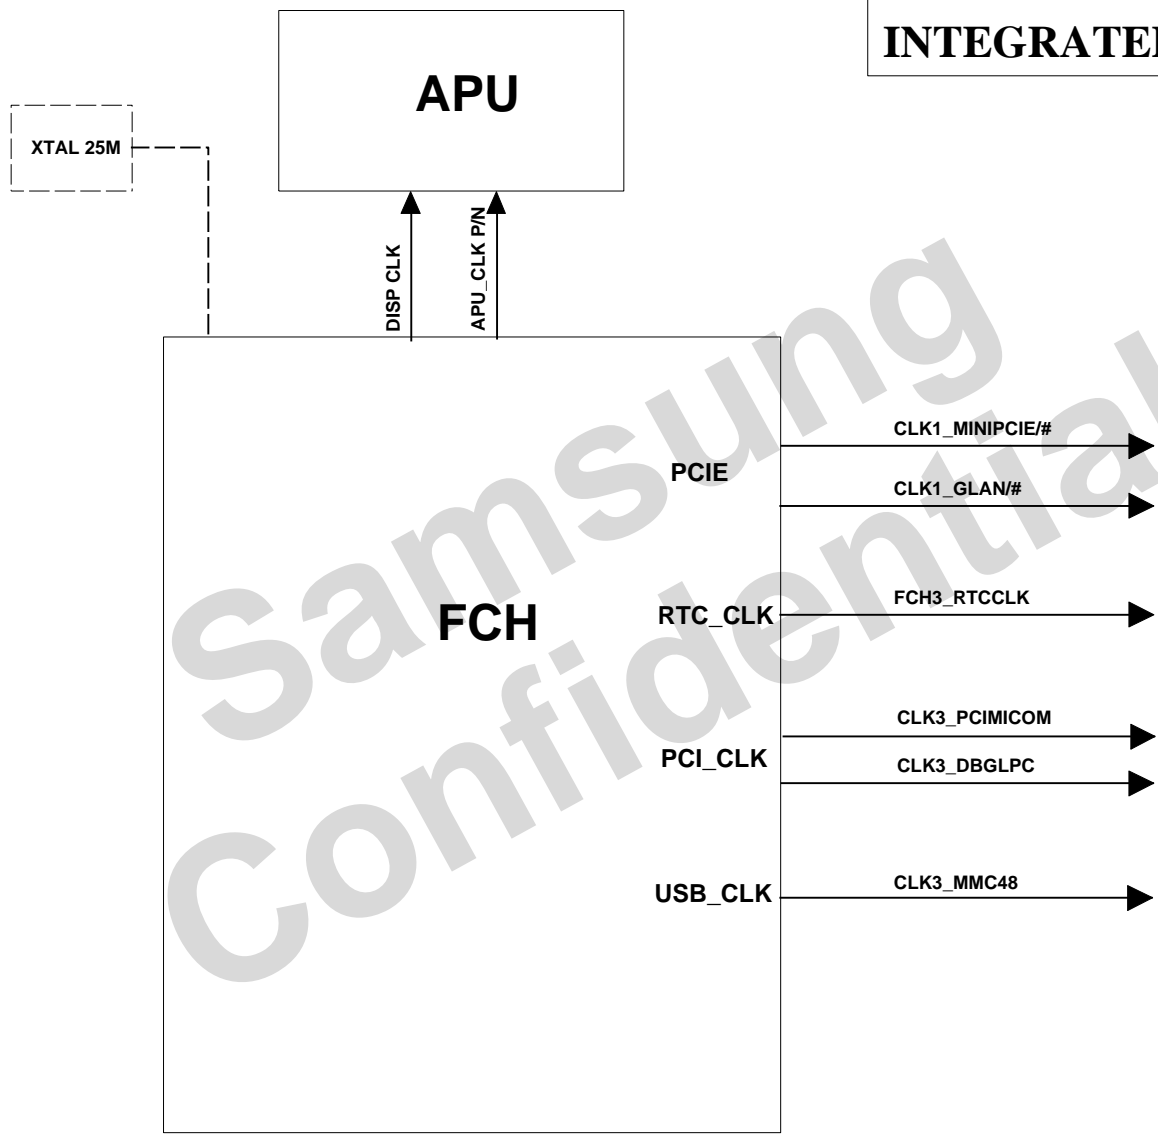 INTEGRATE
APU
XTAL 25M
DISP CLK
APU_CLK P/N
CLK1_MINIPCIE/#
PCIE
CLK1_GLAN/#
FCH
RTC_CLK
FCH3_RTCCLK
CLK3_PCIMICOM
PCI_CLK
CLK3_DBGLPC
USB_CLK
CLK3_MMC48
Samsung
Confidential